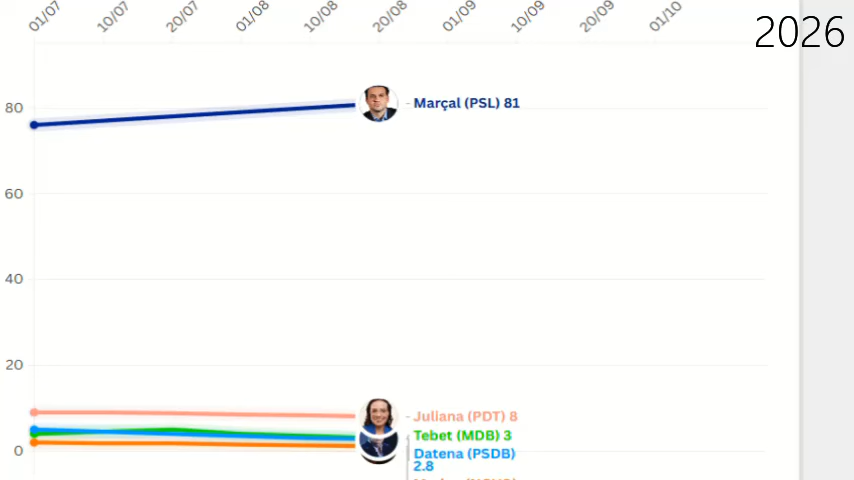 01/07 10/07 20/07 01/08 10/08 20/08 01/09 10/09 20/09 01/10
2026
80
Marçal (PSL) 81
60
40
20
Juliana (PDT) 8
Tebet (MDB) 3
0
Datena (PSDB)
2.8